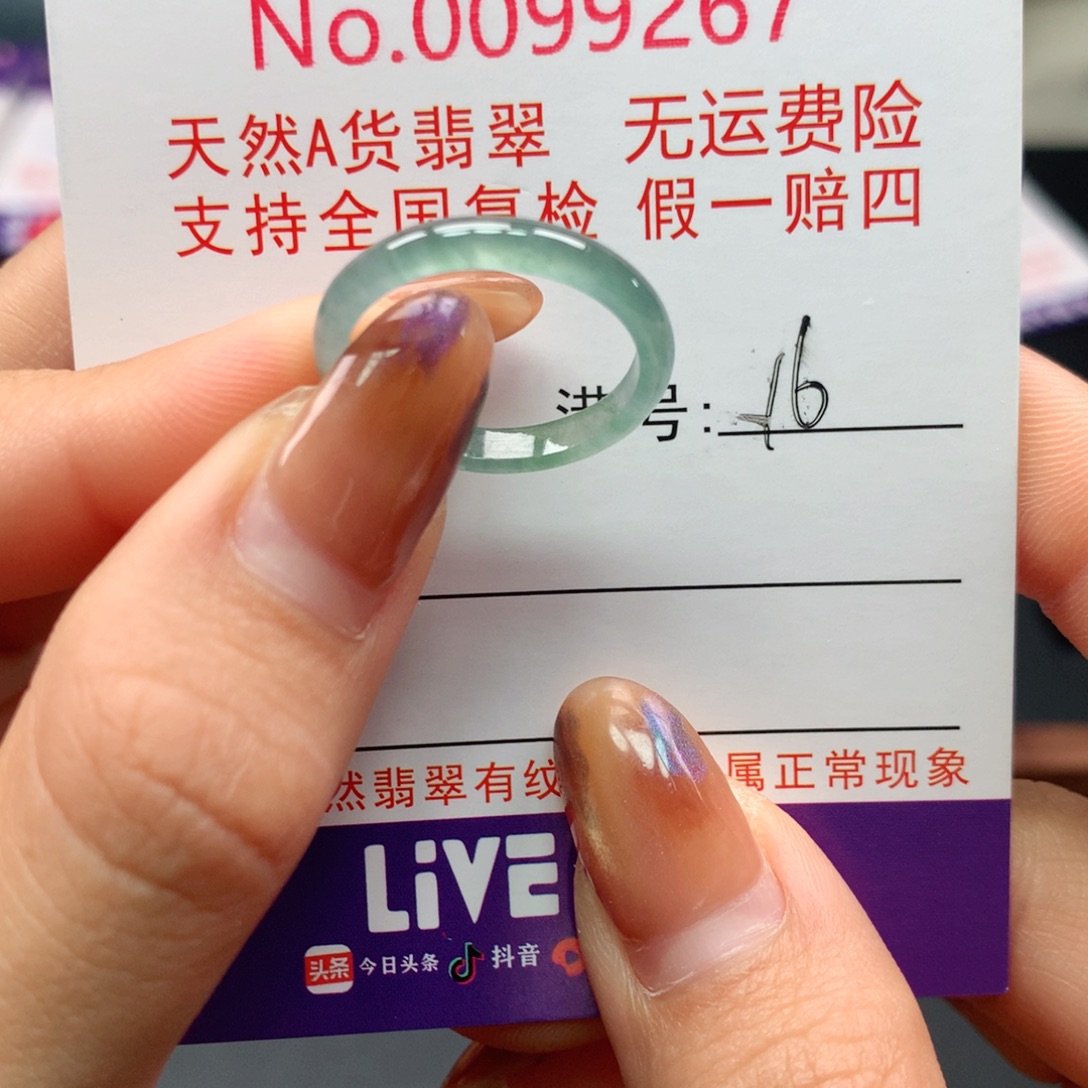 No.0099267
天然A货翡翠 无运费险
支持全国复检 假一赔四
港号: 16
然翡翠有纹 属正常现象
LiVE
头条 今日头条 抖音